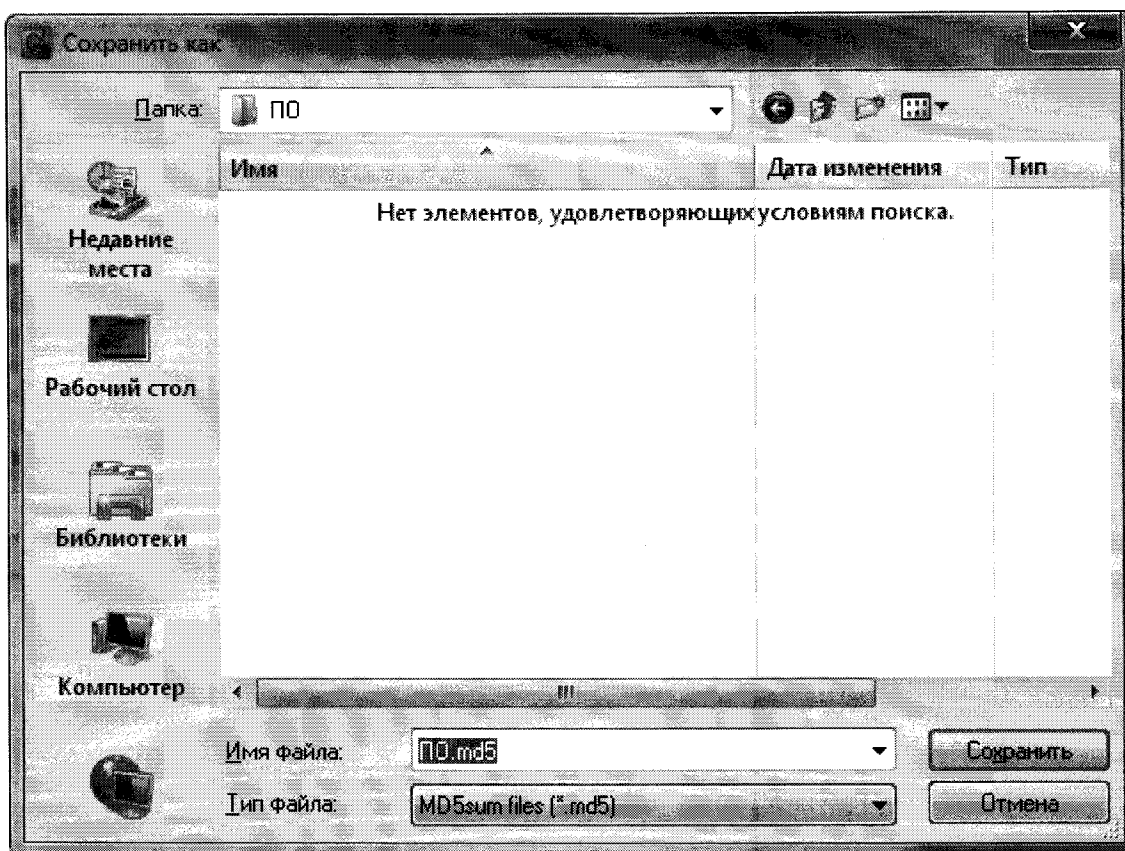 Сохранить как
Папка:
ПО
Имя
Дата изменения
Тип
Нет элементов, удовлетворяющих условиям поиска.
Недавние
места
Рабочий стол
Библиотеки
Компьютер
Имя файла:
ПО.md5
Сохранить
Тип файла:
MD5sum files (*.md5)
Отмена